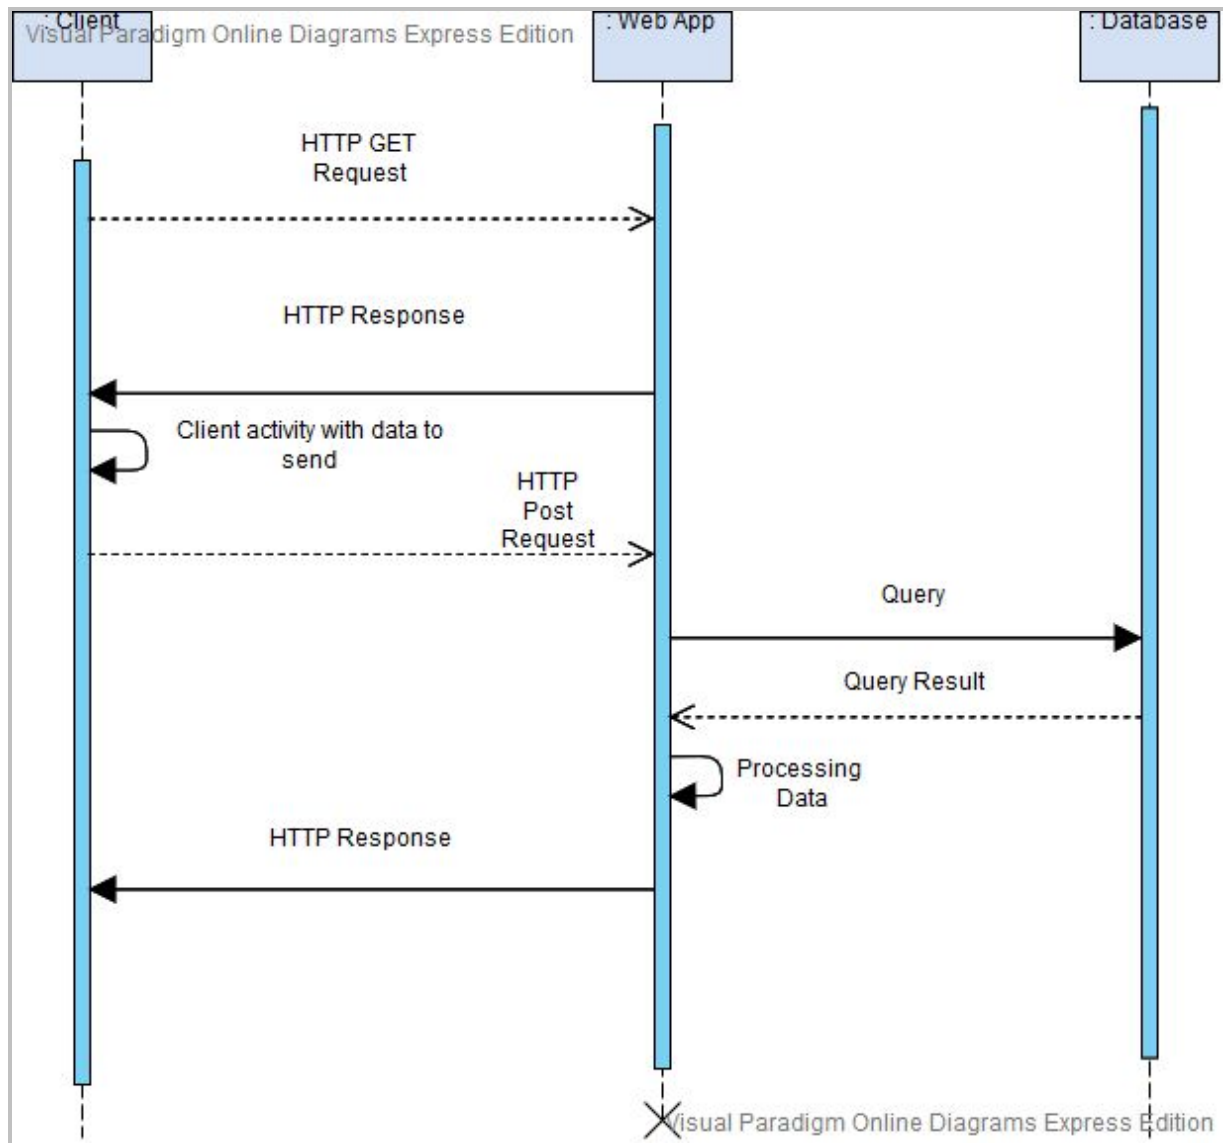 : Client
: Web App
: Database
Visual Paradigm Online Diagrams Express Edition
HTTP GET
Request
HTTP Response
Client activity with data to
send
HTTP
Post
Request
Query
Query Result
Processing
Data
HTTP Response
Visual Paradigm Online Diagrams Express Edition